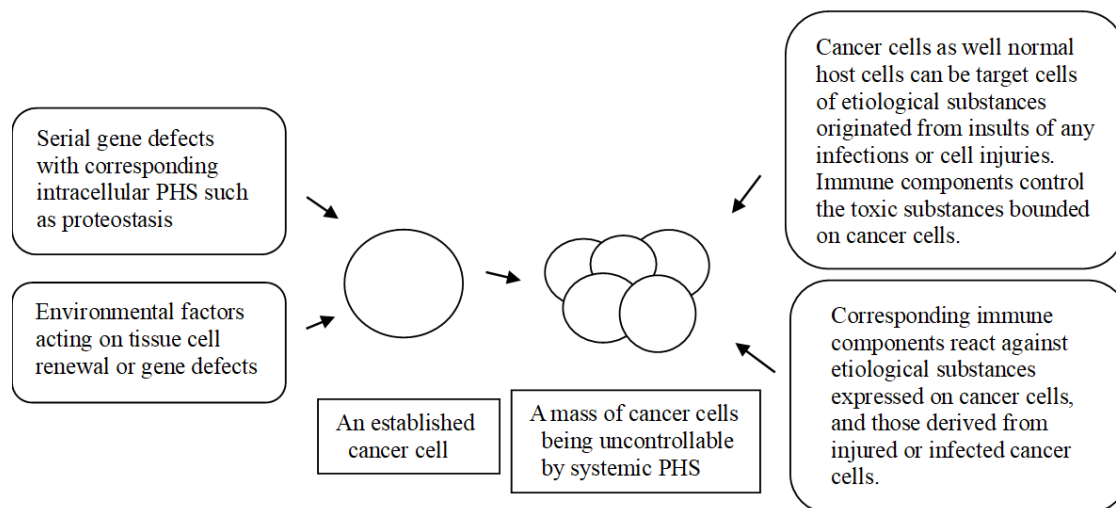 Serial gene defects
with corresponding
intracellular PHS such
as proteostasis
Environmental factors
acting on tissue cell
renewal or gene defects
An established
cancer cell
A mass of cancer cells
being uncontrollable
by systemic PHS
Cancer cells as well normal
host cells can be target cells
of etiological substances
originated from insults of any
infections or cell injuries.
Immune components control
the toxic substances bounded
on cancer cells.
Corresponding immune
components react against
etiological substances
expressed on cancer cells,
and those derived from
injured or infected cancer
cells.